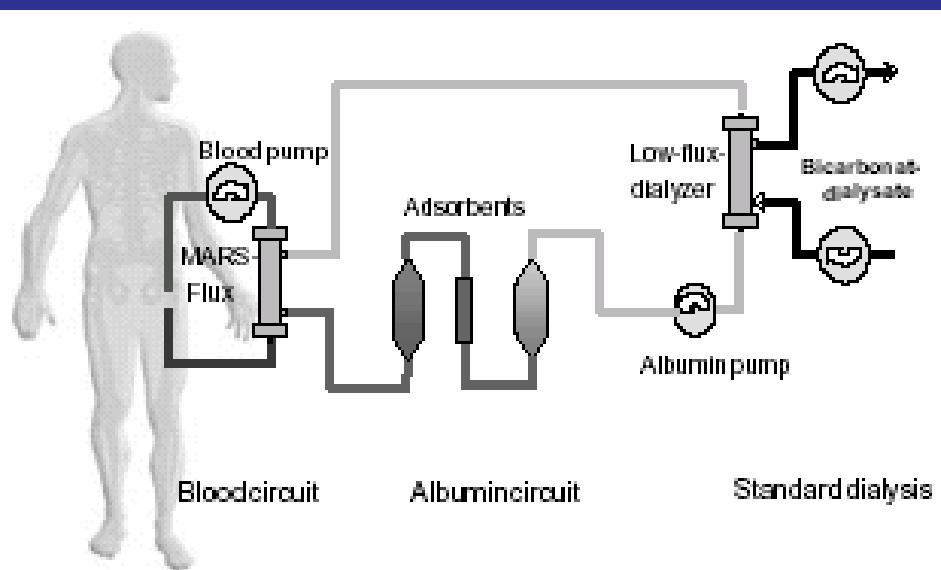 Blood pump
MARS-
Flux
Adsorbents
Low-flux-
dialyzer
Bicarbonat-
dialysate
Albumin pump
Bloodcircuit
Albumincircuit
Standard dialysis